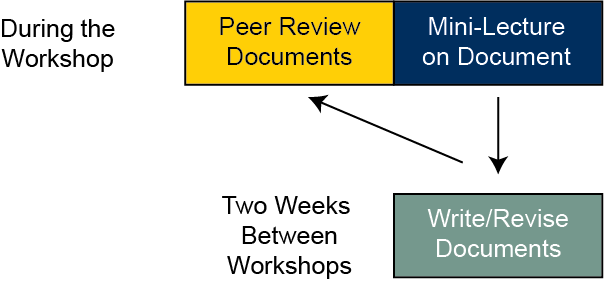 During the
Workshop
Peer Review
Documents
Mini-Lecture
on Document
Two Weeks
Between
Workshops
Write/Revise
Documents